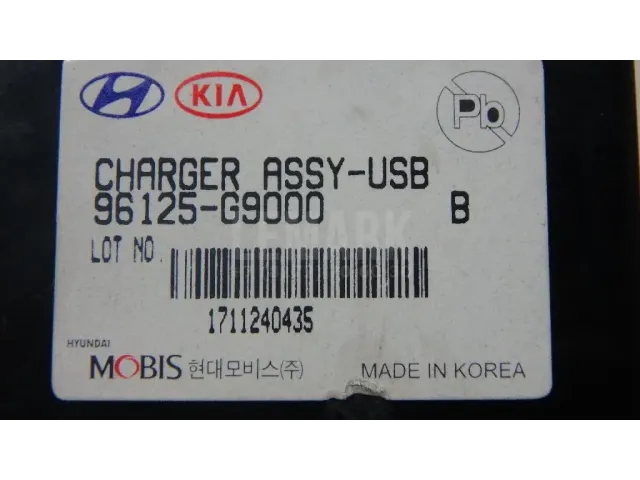 KIA
Pb
CHARGER ASSY-USB
96125-G9000 B
LOT NO.
1711240435
HYUNDAI
MOBIS 현대모비스(주) MADE IN KOREA